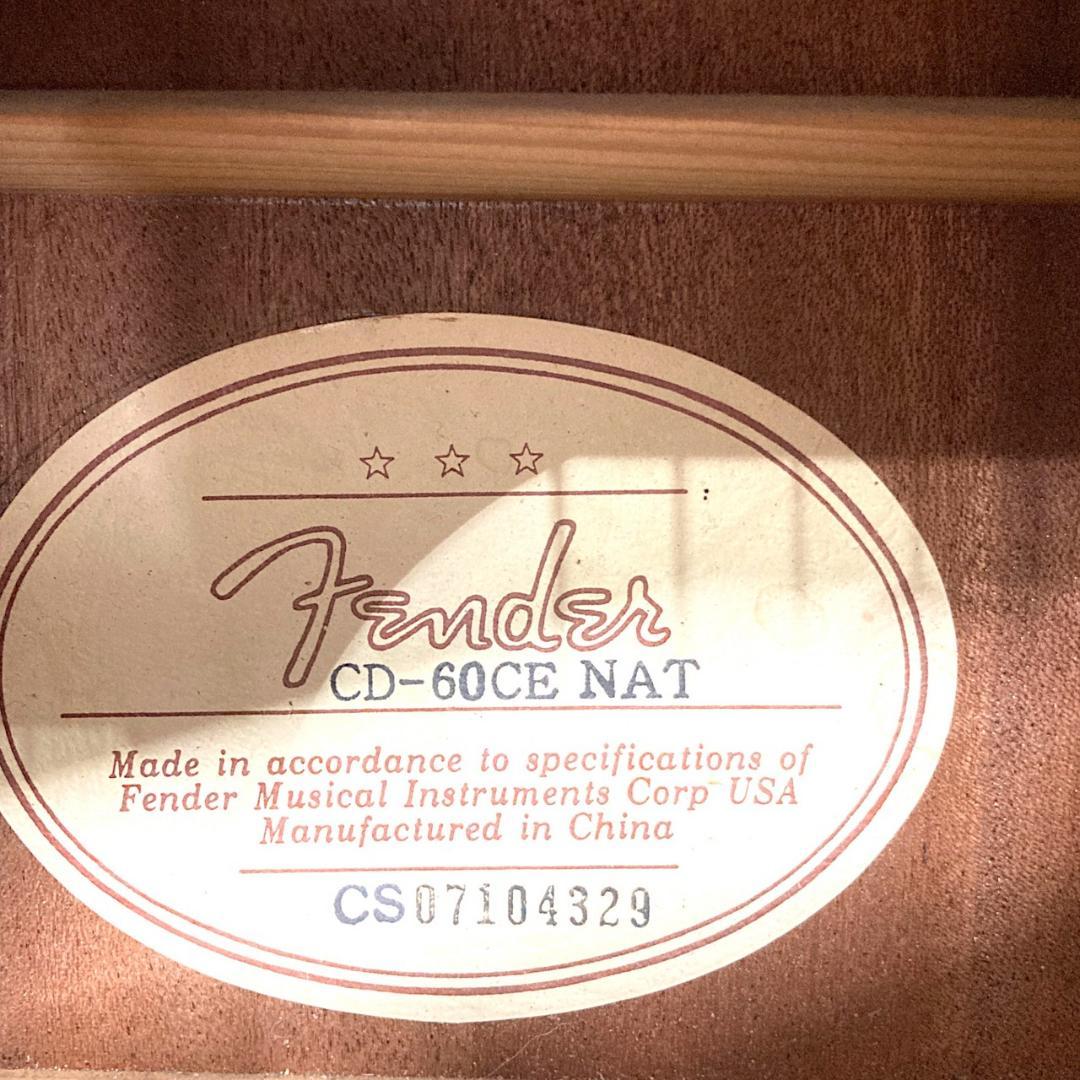 Fender
CD-60CE NAT
Made in accordance to specifications of
Fender Musical Instruments Corp USA
Manufactured in China
CS07104329